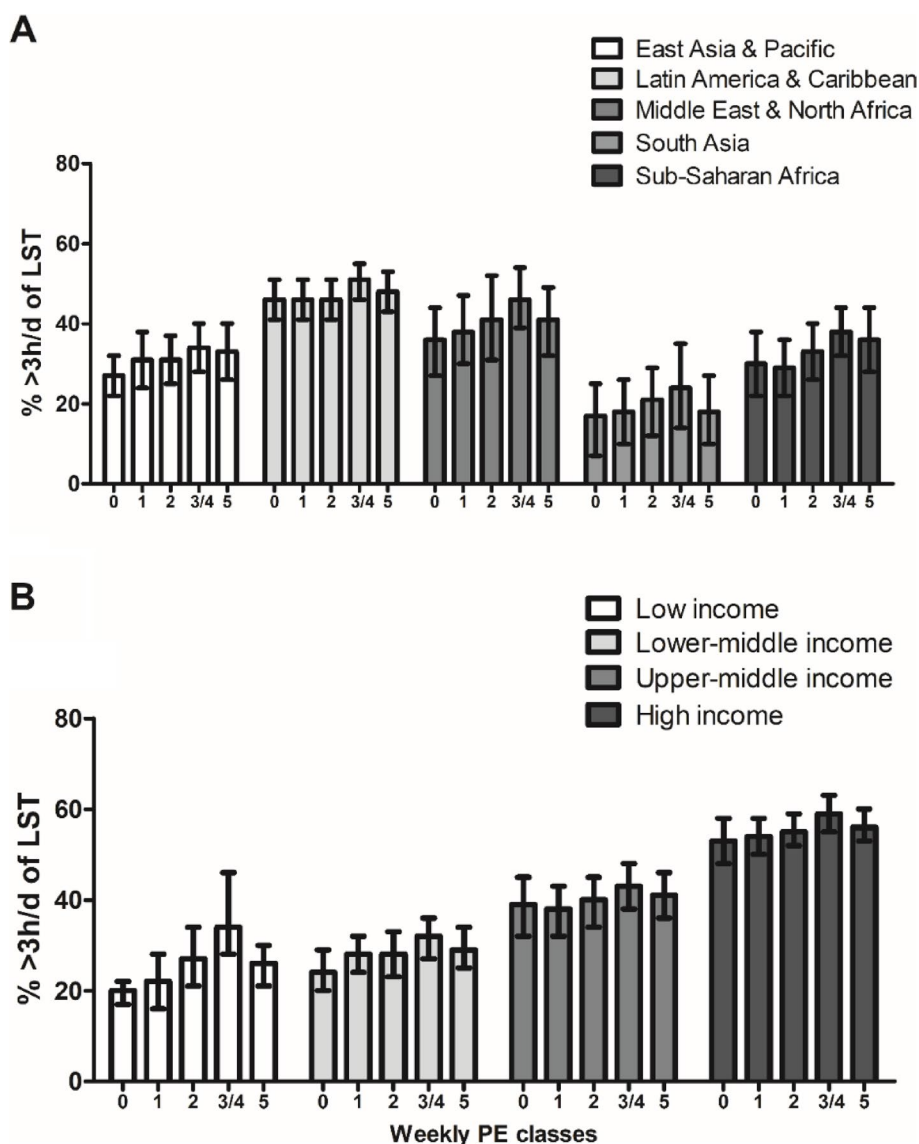 A
East Asia & Pacific
Latin America & Caribbean
Middle East & North Africa
South Asia
Sub-Saharan Africa
% >3h/d of LST
80
60
40
20
0
0 1 2 3/4 5 0 1 2 3/4 5 0 1 2 3/4 5 0 1 2 3/4 5 0 1 2 3/4 5
B
Low income
Lower-middle income
Upper-middle income
High income
% >3h/d of LST
80
60
40
20
0
0 1 2 3/4 5 0 1 2 3/4 5 0 1 2 3/4 5 0 1 2 3/4 5
Weekly PE classes